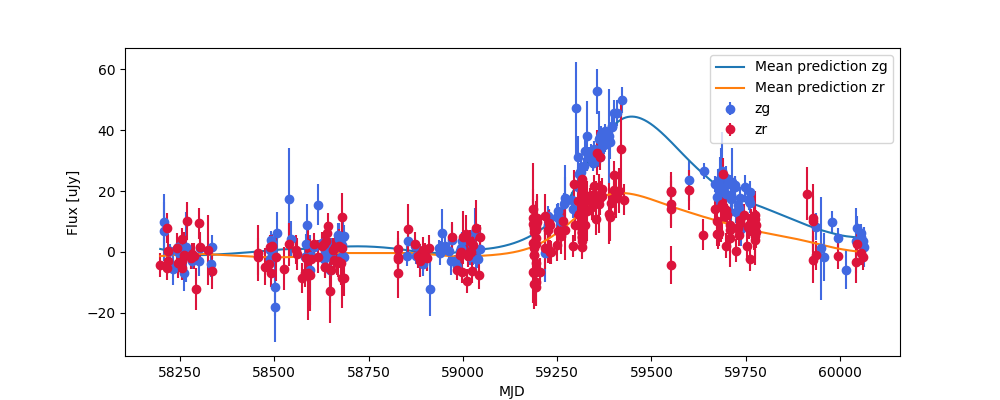 60
40
20
0
−20
Flux [uJy]
58250 58500 58750 59000 59250 59500 59750 60000
MJD
Mean prediction zg
Mean prediction zr
zg
zr